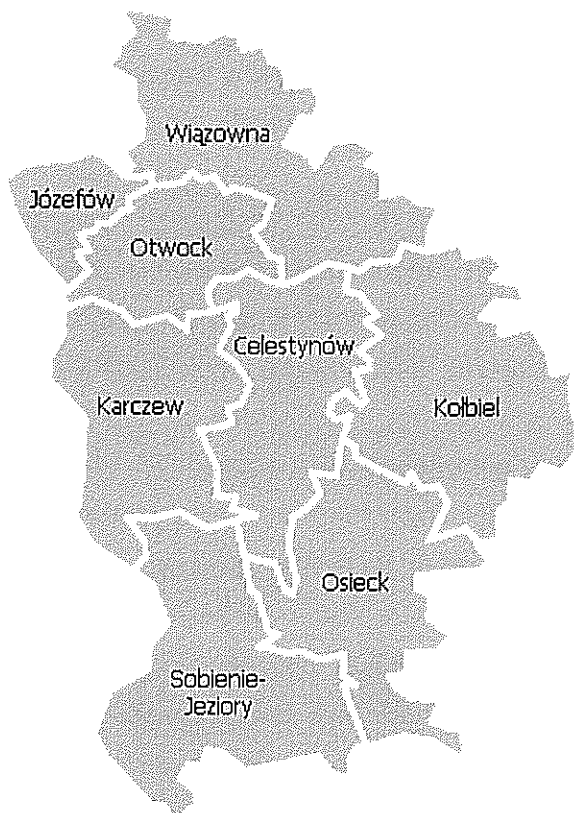 Wiązowna
Józefów
Otwock
Celestynów
Karczew
Kołbiel
Osieck
Sobienie-
Jeziory